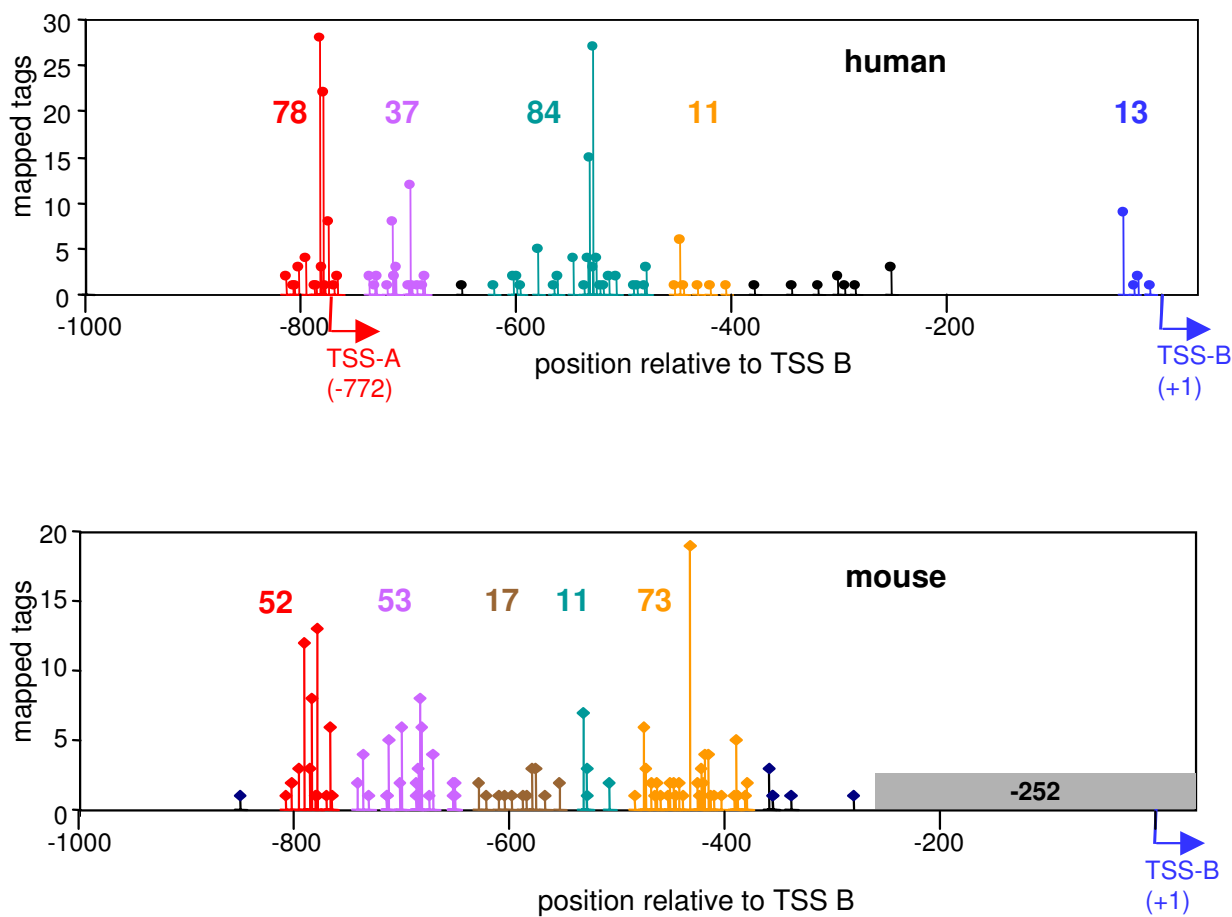 30
25
20
15
10
5
0
mapped tags
human
78 37 84 11 13
-1000 -800 -600 -400 -200
TSS-A
(-772)
position relative to TSS B
TSS-B
(+1)
20
15
10
5
0
mapped tags
mouse
52 53 17 11 73
-252
-1000 -800 -600 -400 -200
TSS-B
(+1)
position relative to TSS B